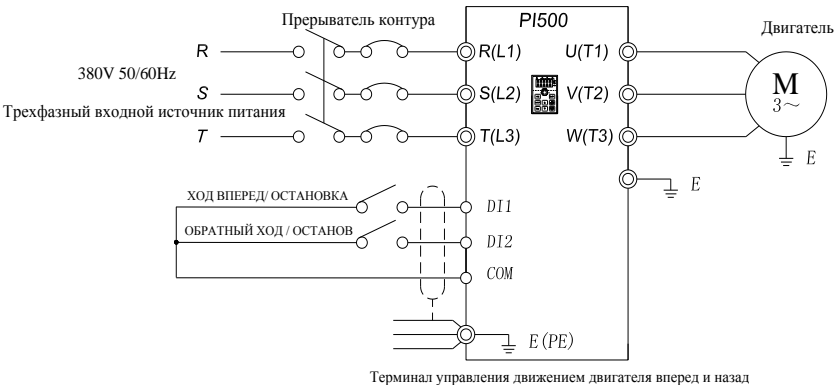 Прерыватель контура
PI500
Двигатель
R
R(L1)
U(T1)
380V 50/60Hz
S
S(L2)
V(T2)
M
3~
Трехфазный входной источник питания
T
T(L3)
W(T3)
E
E
ХОД ВПЕРЕД/ ОСТАНОВКА
DI1
ОБРАТНЫЙ ХОД / ОСТАНОВ
DI2
COM
E(PE)
Терминал управления движением двигателя вперед и назад